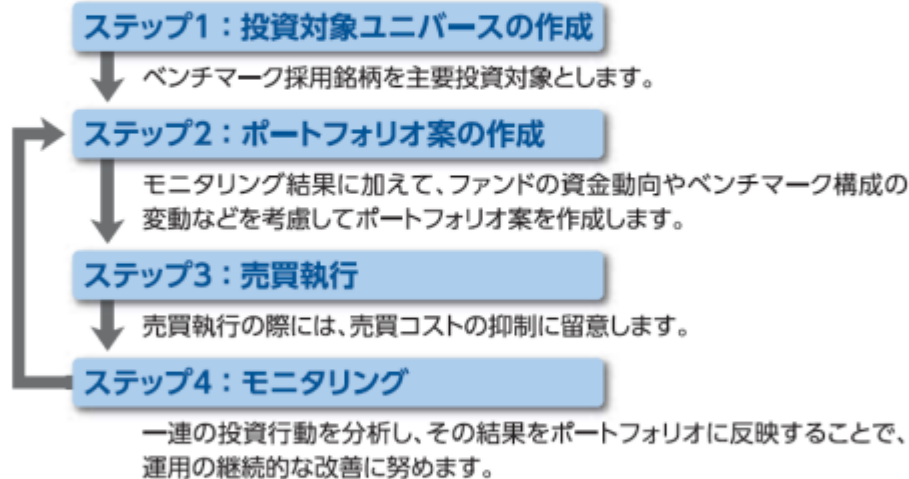 ステップ1：投資対象ユニバースの作成
ベンチマーク採用銘柄を主要投資対象とします。
ステップ2：ポートフォリオ案の作成
モニタリング結果に加えて、ファンドの資金動向やベンチマーク構成の
変動などを考慮してポートフォリオ案を作成します。
ステップ3：売買執行
売買執行の際には、売買コストの抑制に留意します。
ステップ4：モニタリング
一連の投資行動を分析し、その結果をポートフォリオに反映することで、
運用の継続的な改善に努めます。